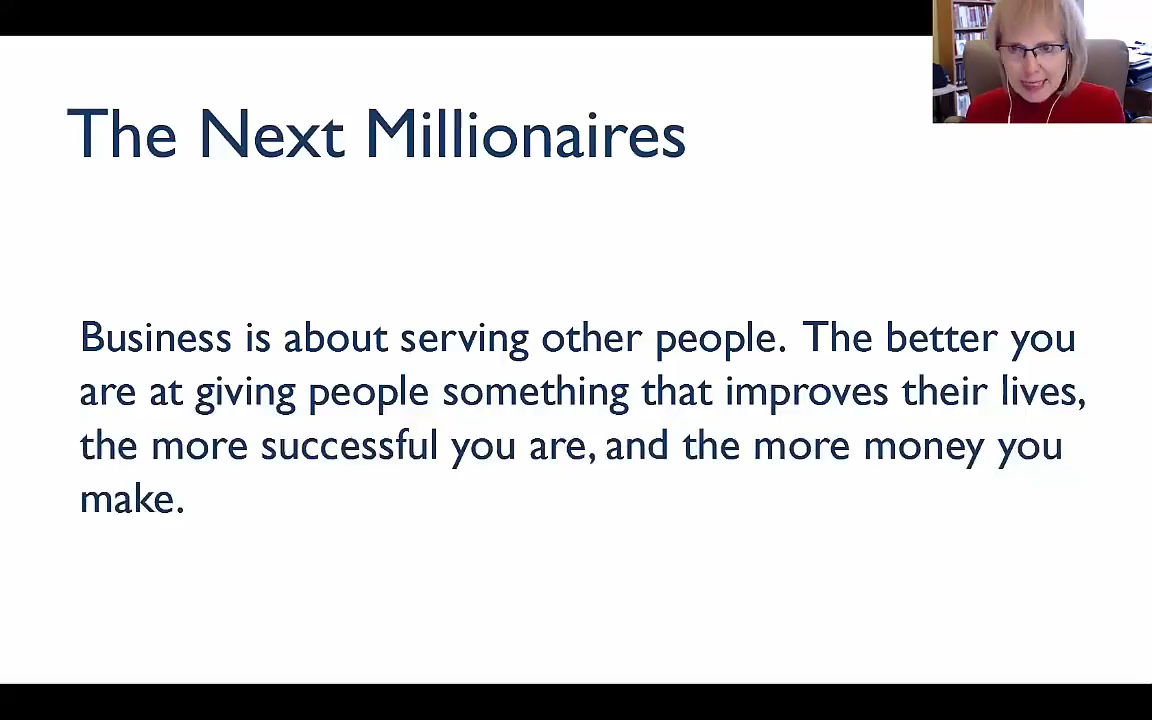 The Next Millionaires
Business is about serving other people. The better you
are at giving people something that improves their lives,
the more successful you are, and the more money you
make.